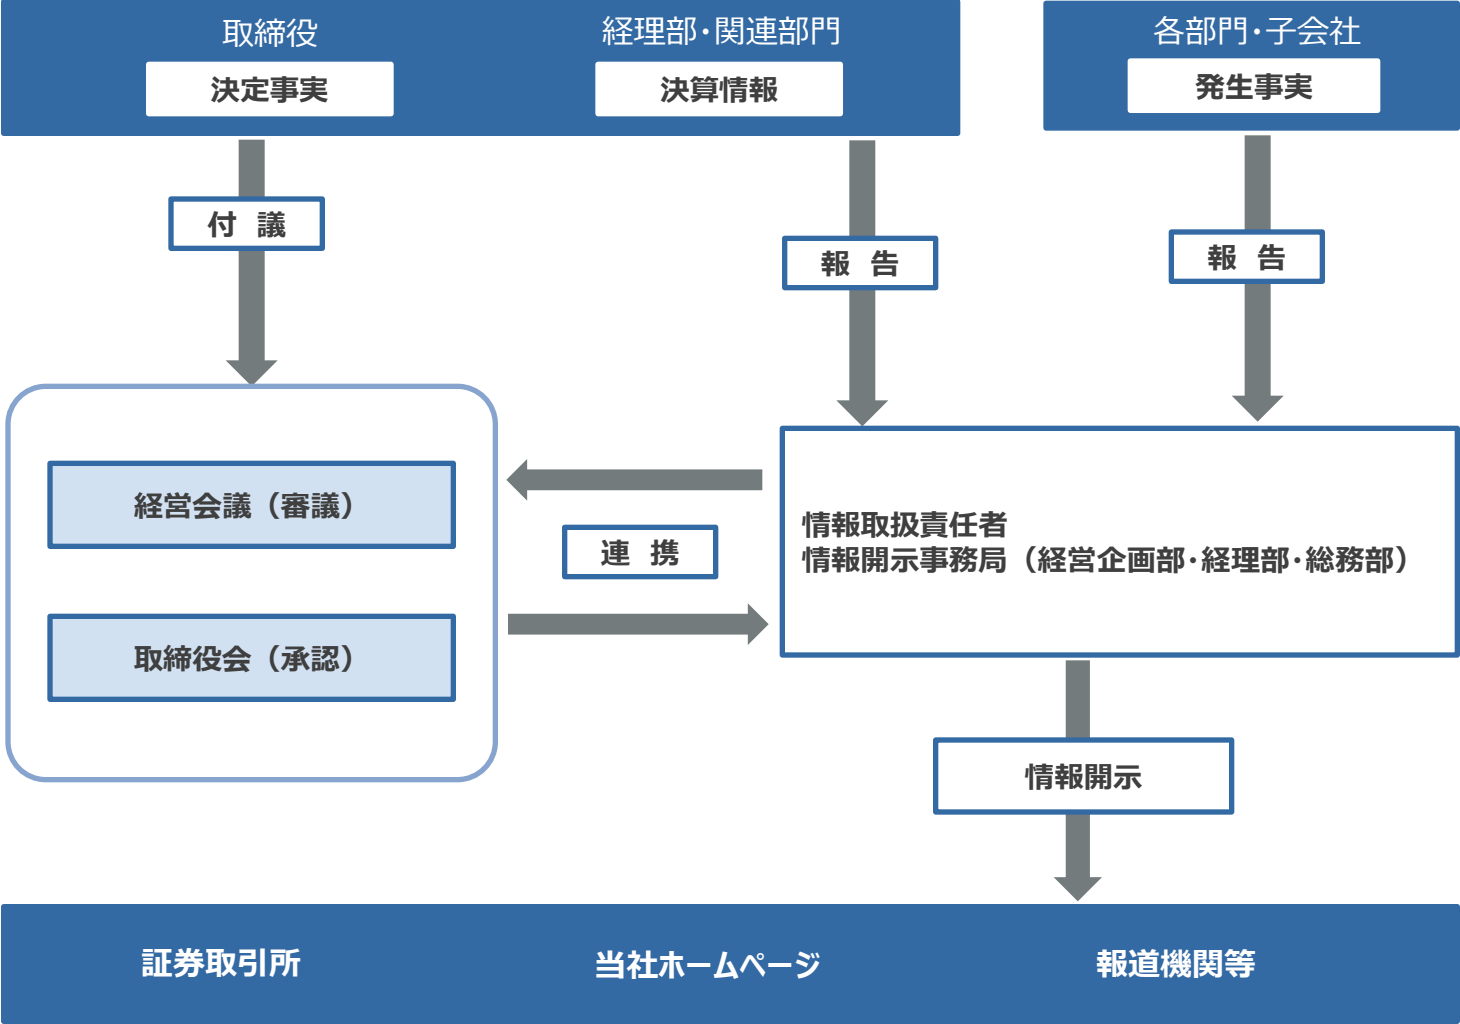 取締役
決定事実
経理部・関連部門
決算情報
各部門・子会社
発生事実
付　議
報　告
報　告
経営会議（審議）
取締役会（承認）
連　携
情報取扱責任者
情報開示事務局（経営企画部・経理部・総務部）
情報開示
証券取引所
当社ホームページ
報道機関等